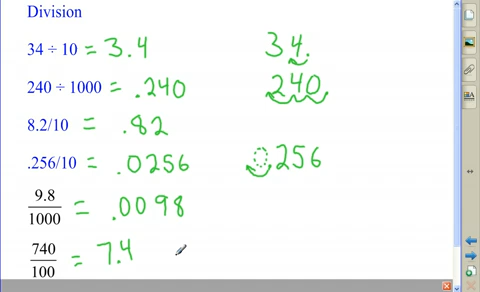 Division
34 ÷ 10 = 3.4 34.
240 ÷ 1000 = .240 240
8.2/10 = .82
.256/10 = .0256 256
9.8
1000 = .0098
740
100 = 7.4